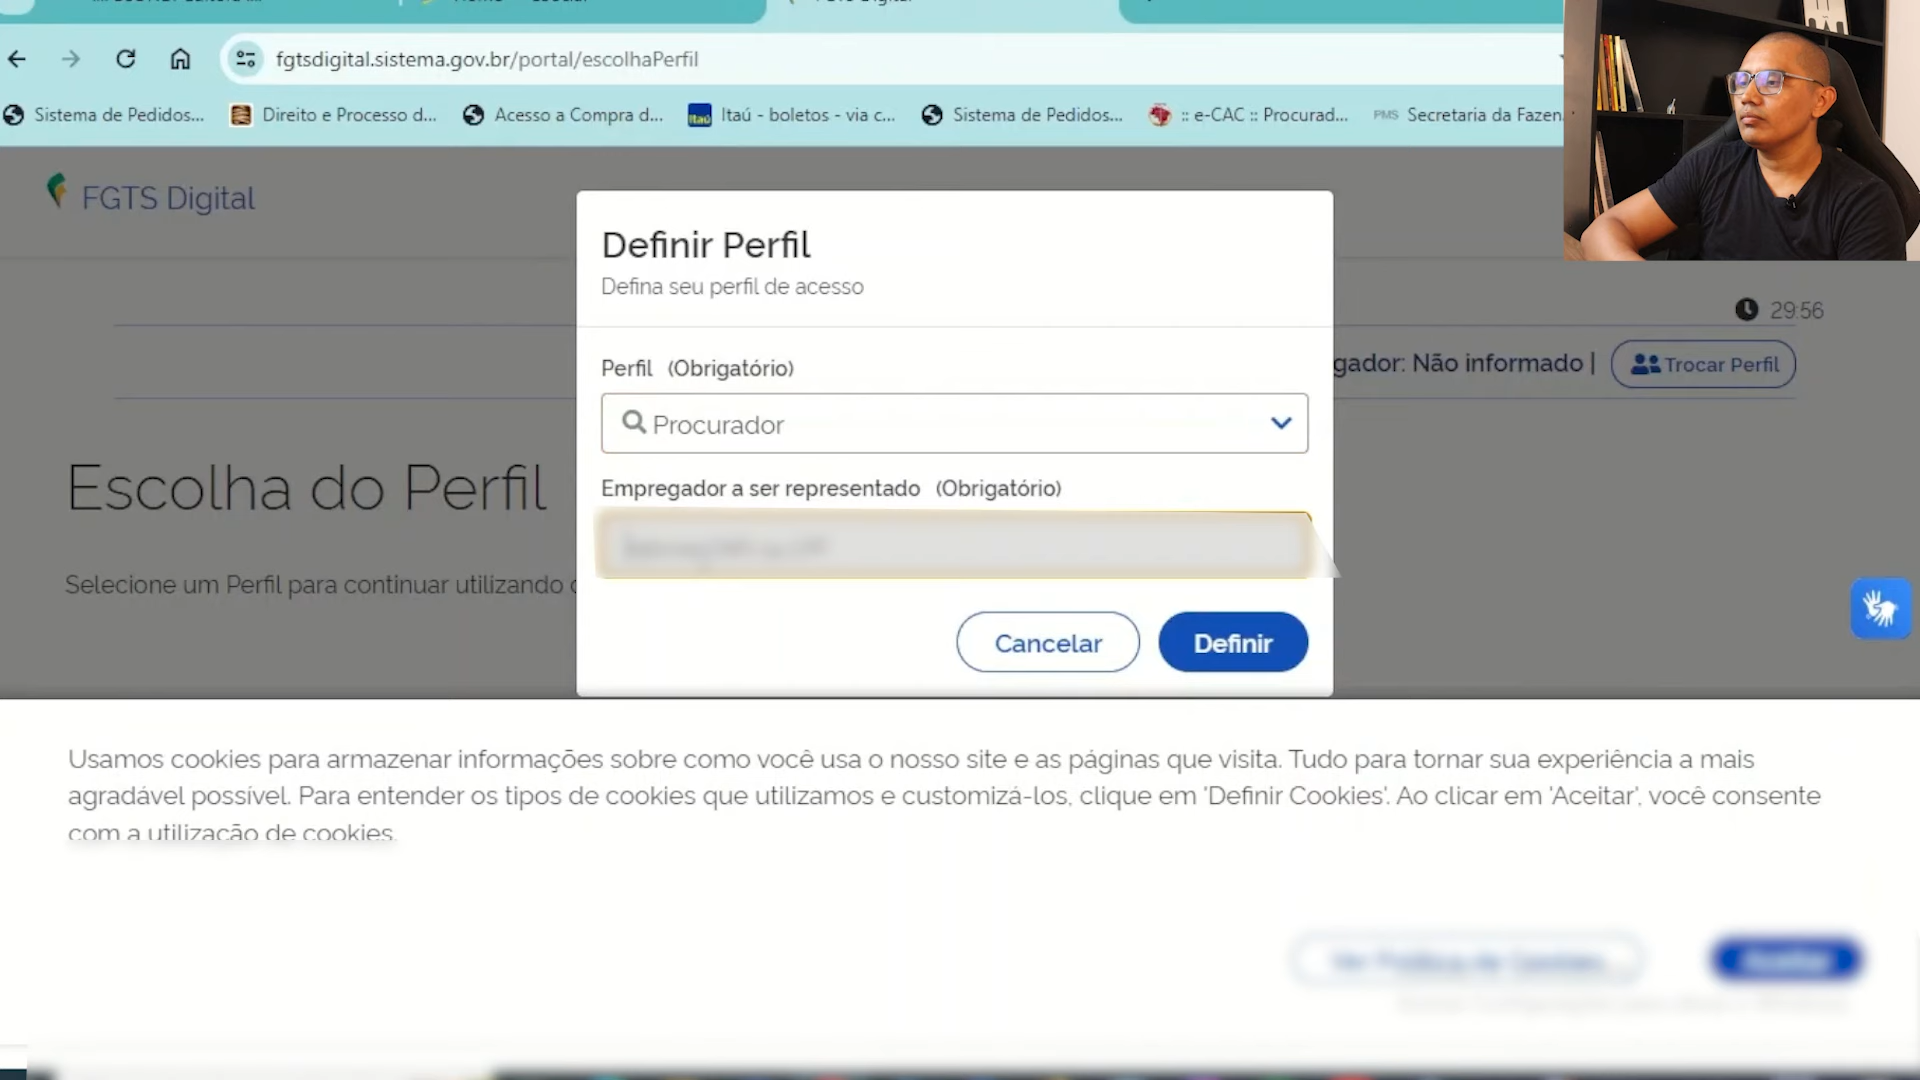 fgtsdigital.sistema.gov.br/portal/escolhaPerfil
Sistema de Pedidos...
Direito e Processo d...
Acesso a Compra d...
Itaú
Itaú - boletos - via c...
Sistema de Pedidos...
:: e-CAC :: Procurad...
PMS
Secretaria da Fazen.
FGTS Digital
Definir Perfil
Defina seu perfil de acesso
29:56
Perfil (Obrigatório)
gador: Não informado |
Trocar Perfil
Procurador
Escolha do Perfil
Empregador a ser representado (Obrigatório)
Selecione um Perfil para continuar utilizando
Cancelar
Definir
Usamos cookies para armazenar informações sobre como você usa o nosso site e as páginas que visita. Tudo para tornar sua experiência a mais
agradável possível. Para entender os tipos de cookies que utilizamos e customizá-los, clique em 'Definir Cookies'. Ao clicar em 'Aceitar', você consente
com a utilização de cookies.